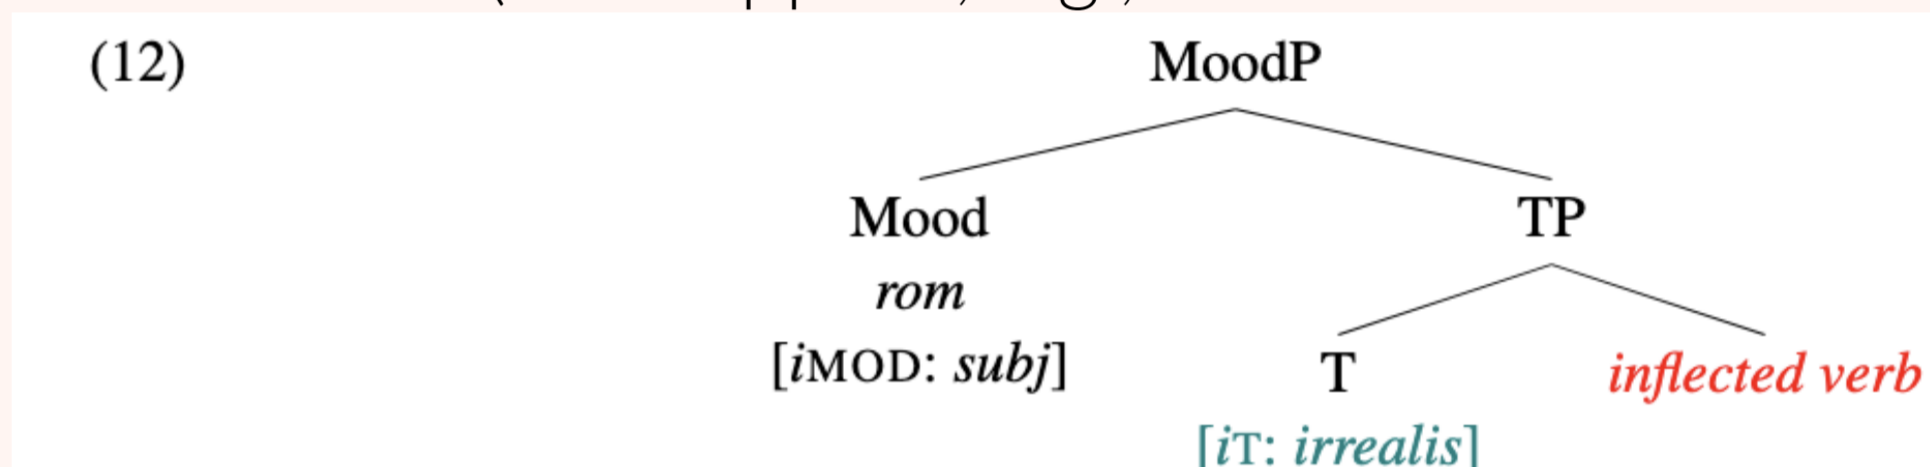 (12) MoodP
Mood TP
rom
[iMOD: subj] T inflected verb
[iT: irrealis]